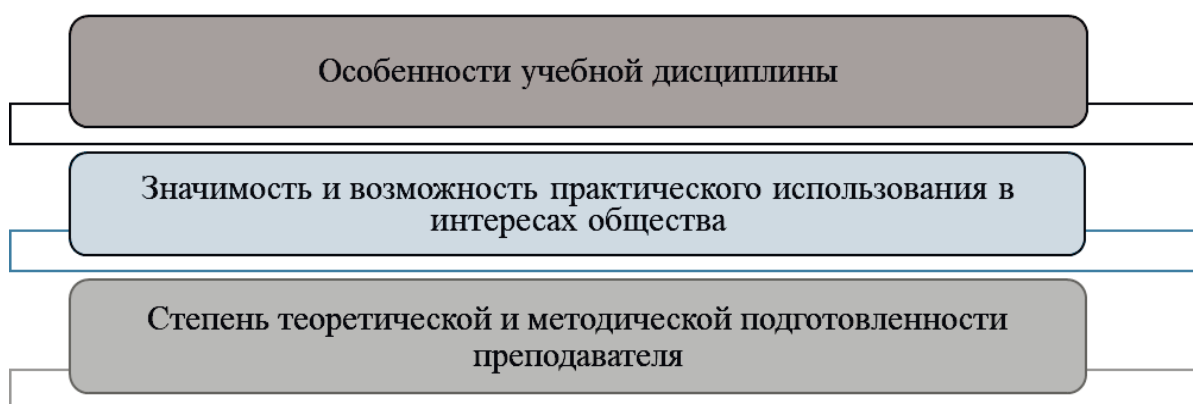 Особенности учебной дисциплины
Значимость и возможность практического использования в
интересах общества
Степень теоретической и методической подготовленности
преподавателя